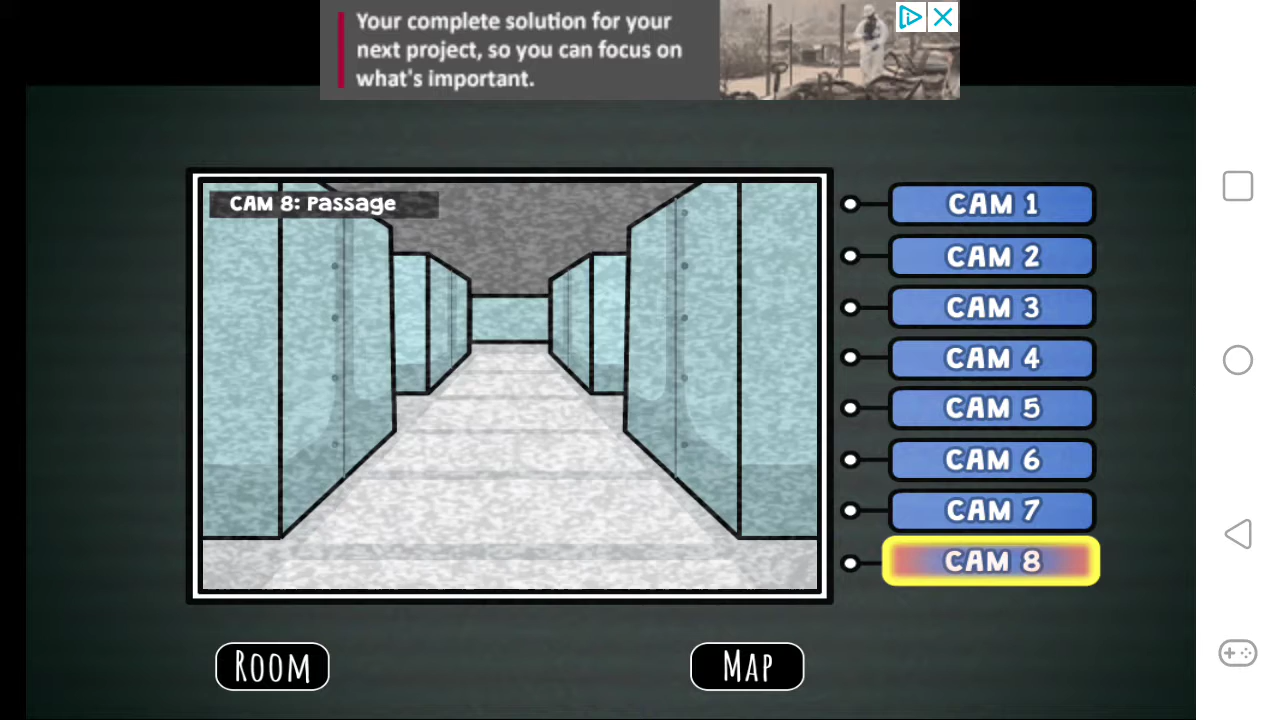 Your complete solution for your
next project, so you can focus on
what's important.
CAM 8: Passage
CAM 1
CAM 2
CAM 3
CAM 4
CAM 5
CAM 6
CAM 7
CAM 8
ROOM
MAP